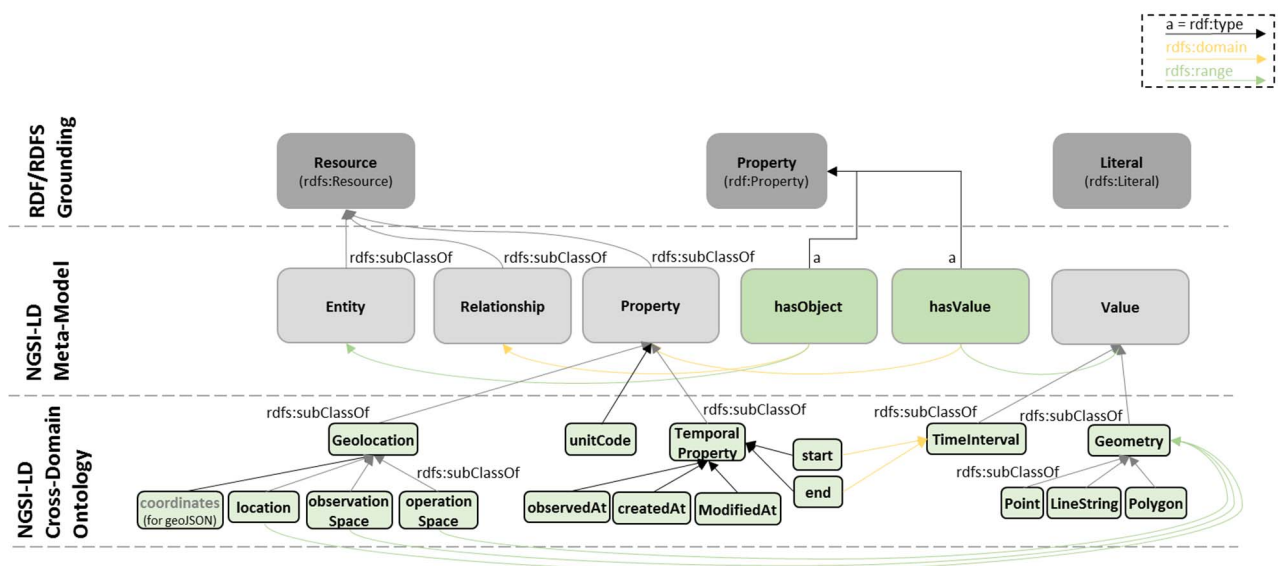 a = rdf:type
rdfs:domain
rdfs:range
RDF/RDFS
Grounding
Resource
(rdfs:Resource)
Property
(rdf:Property)
Literal
(rdfs:Literal)
NGSI-LD
Meta-Model
rdfs:subClassOf
rdfs:subClassOf
rdfs:subClassOf
a
a
Entity
Relationship
Property
hasObject
hasValue
Value
NGSI-LD
Cross-Domain
Ontology
rdfs:subClassOf
rdfs:subClassOf
rdfs:subClassOf
rdfs:subClassOf
Geolocation
unitCode
Temporal
Property
start
end
TimeInterval
Geometry
rdfs:subClassOf
rdfs:subClassOf
coordinates
(for geoJSON)
location
observation
Space
operation
Space
observedAt
createdAt
ModifiedAt
Point
LineString
Polygon